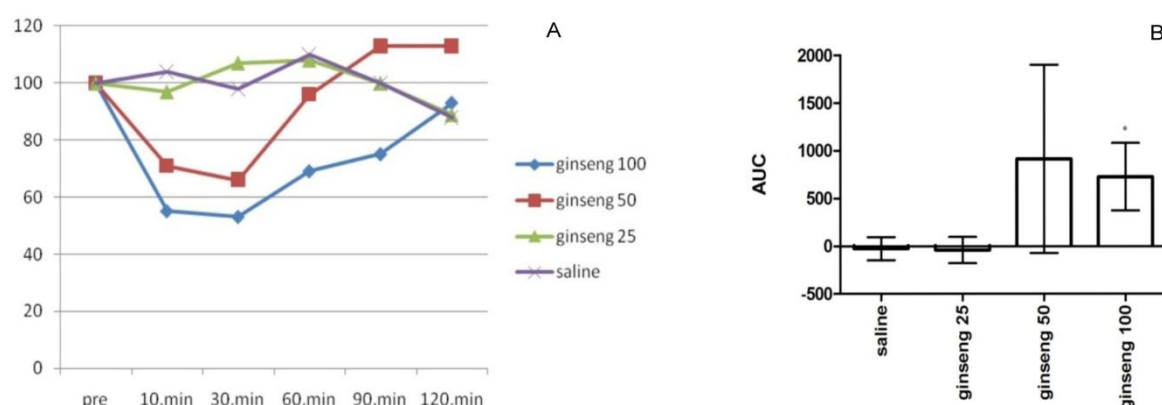 A
120
100
80
60
40
20
0
pre 10.min 30.min 60.min 90.min 120.min
ginseng 100
ginseng 50
ginseng 25
saline
B
AUC
2000
1500
1000
500
0
-500
*
saline
ginseng 25
ginseng 50
ginseng 100